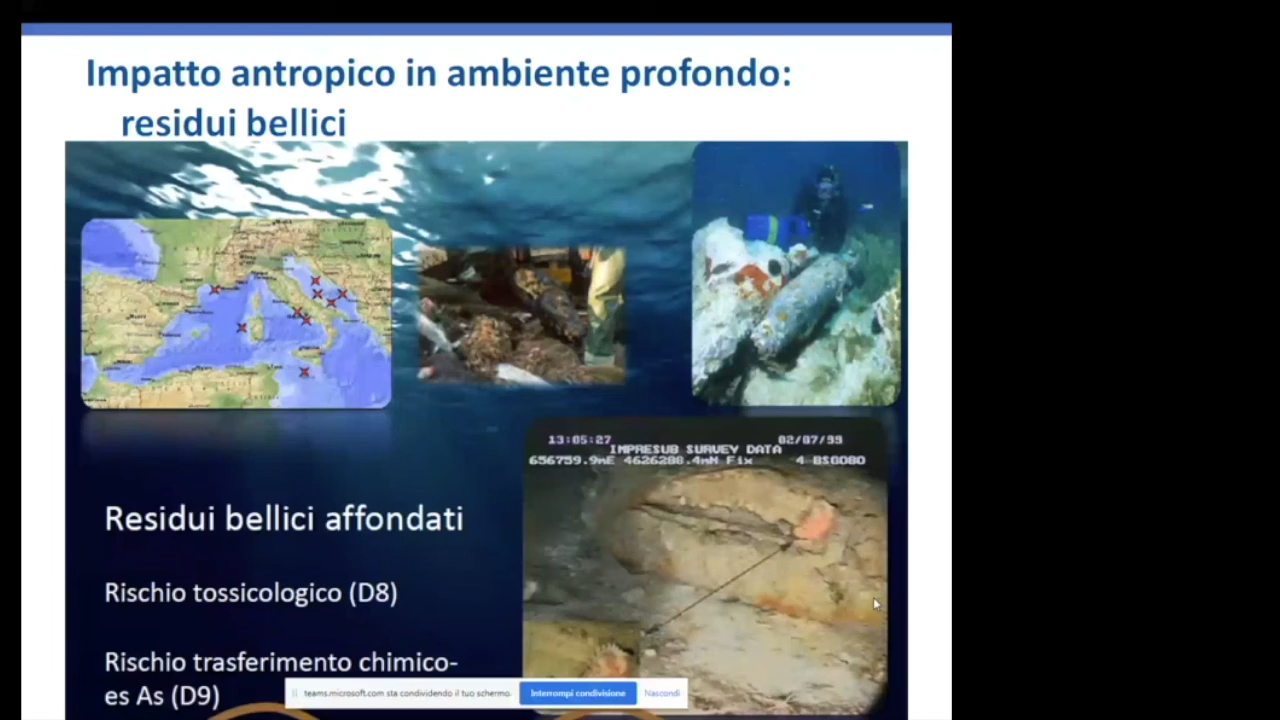 Impatto antropico in ambiente profondo:
residui bellici
13:05:27
02/07/99
IMPRESUB SURVEY DATA
656759.9mE 4626288.4mN Fix 4 BSG080
Residui bellici affondati
Rischio tossicologico (D8)
Rischio trasferimento chimico-
es As (D9)
teams.microsoft.com sta condividendo il tuo schermo.
Interrompi condivisione
Nascondi